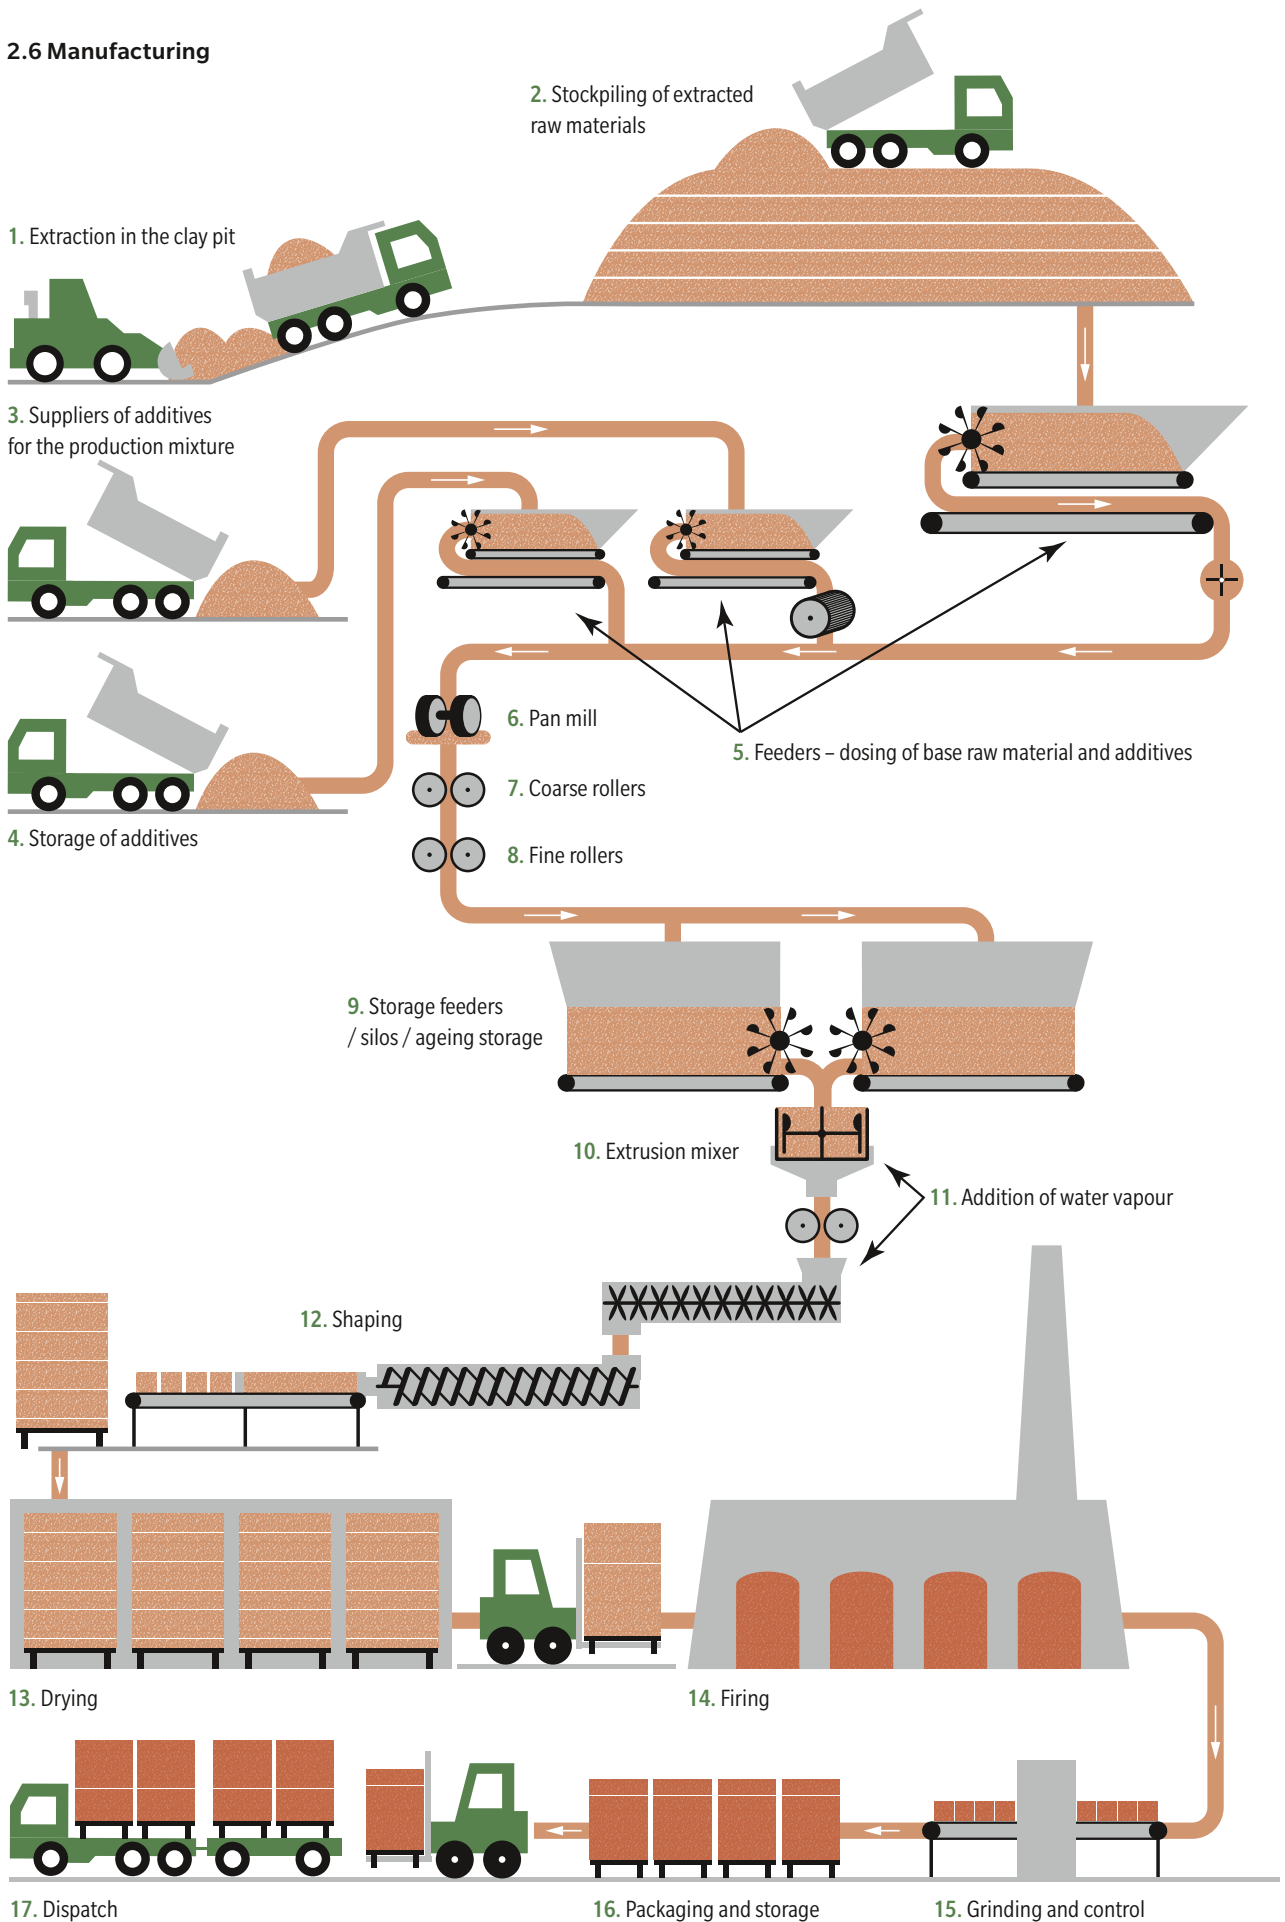 2.6 Manufacturing
2. Stockpiling of extracted
raw materials
1. Extraction in the clay pit
3. Suppliers of additives
for the production mixture
6. Pan mill
5. Feeders – dosing of base raw material and additives
7. Coarse rollers
4. Storage of additives
8. Fine rollers
9. Storage feeders
/ silos / ageing storage
10. Extrusion mixer
11. Addition of water vapour
12. Shaping
13. Drying
14. Firing
17. Dispatch
16. Packaging and storage
15. Grinding and control